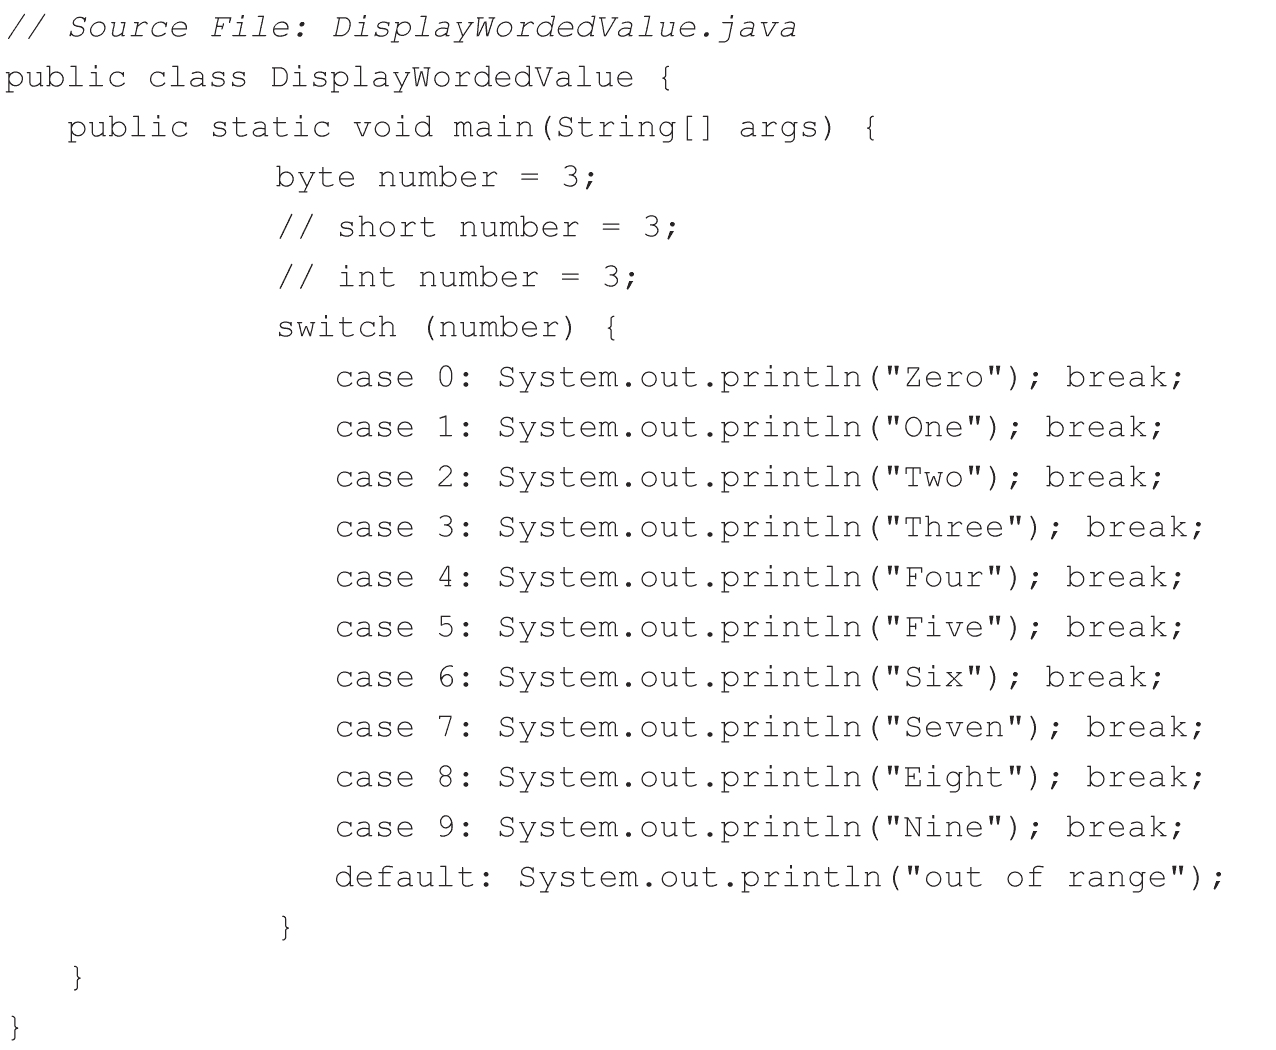 // Source File: DisplayWordedValue.java
public class DisplayWordedValue {
   public static void main(String[] args) {
             byte number = 3;
             // short number = 3;
             // int number = 3;
             switch (number) {
                case 0: System.out.println("Zero"); break;
                case 1: System.out.println("One"); break;
                case 2: System.out.println("Two"); break;
                case 3: System.out.println("Three"); break;
                case 4: System.out.println("Four"); break;
                case 5: System.out.println("Five"); break;
                case 6: System.out.println("Six"); break;
                case 7: System.out.println("Seven"); break;
                case 8: System.out.println("Eight"); break;
                case 9: System.out.println("Nine"); break;
                default: System.out.println("out of range");
             }
   }
}